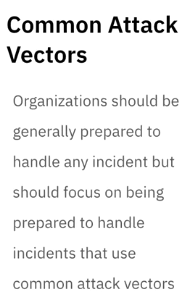 Common Attack
Vectors
Organizations should be
generally prepared to
handle any incident but
should focus on being
prepared to handle
incidents that use
common attack vectors